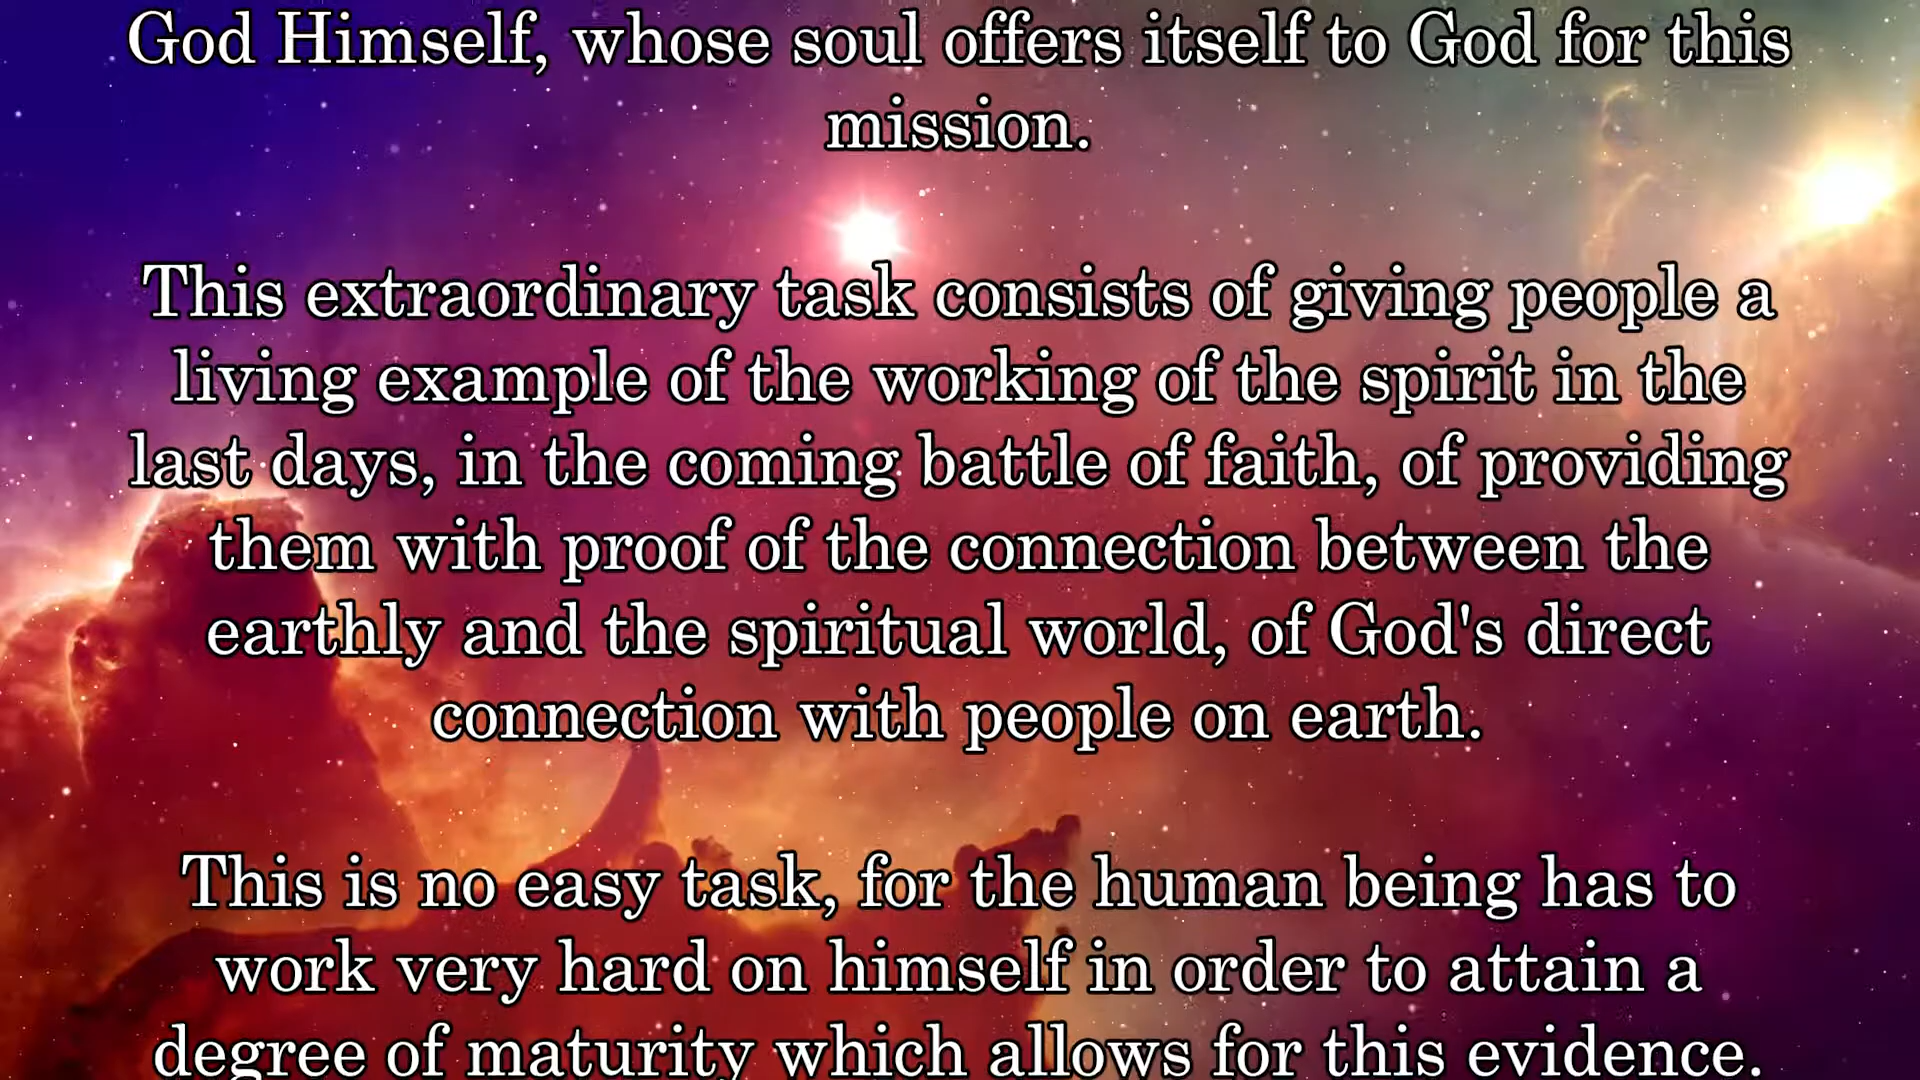 God Himself, whose soul offers itself to God for this
mission.
This extraordinary task consists of giving people a
living example of the working of the spirit in the
last days, in the coming battle of faith, of providing
them with proof of the connection between the
earthly and the spiritual world, of God's direct
connection with people on earth.
This is no easy task, for the human being has to
work very hard on himself in order to attain a
degree of maturity which allows for this evidence.